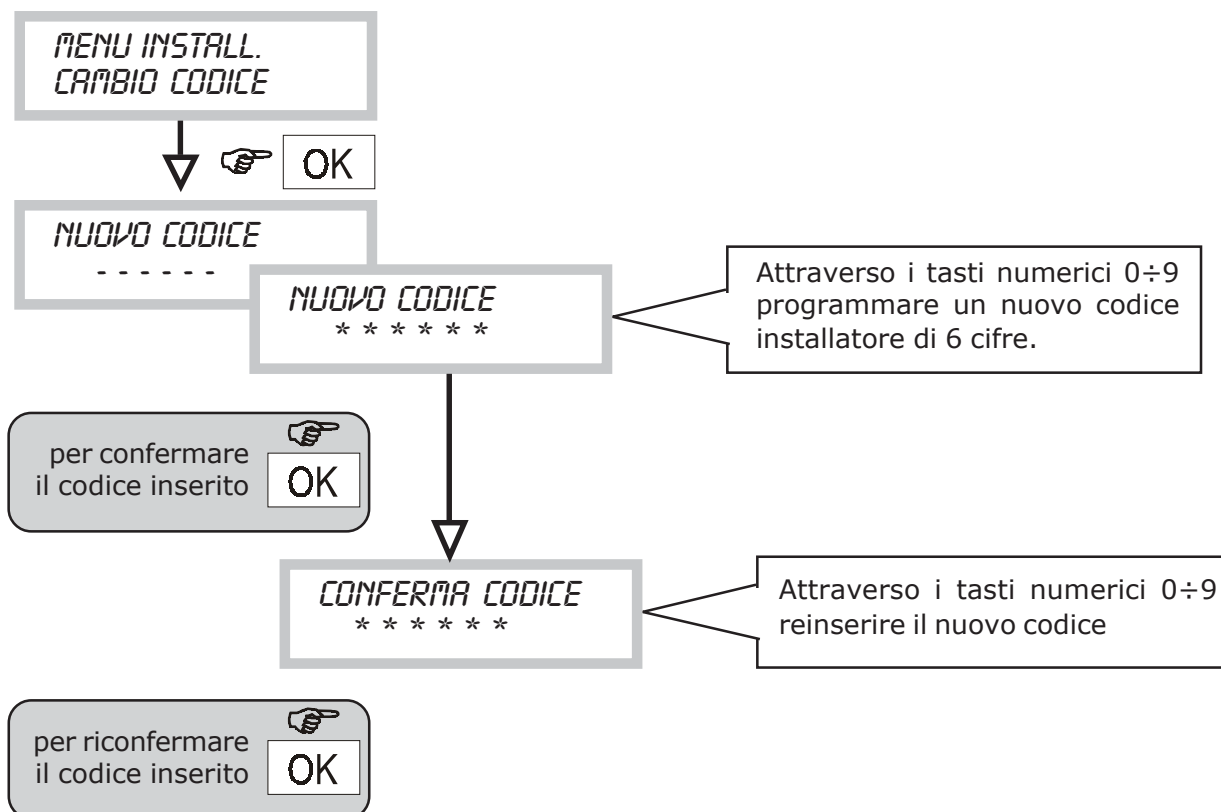 MENU INSTALL.
CAMBIO CODICE
OK
NUOVO CODICE
- - - - - -
NUOVO CODICE
* * * * * *
Attraverso i tasti numerici 0÷9
programmare un nuovo codice
installatore di 6 cifre.
per confermare
il codice inserito
OK
CONFERMA CODICE
* * * * * *
Attraverso i tasti numerici 0÷9
reinserire il nuovo codice
per riconfermare
il codice inserito
OK